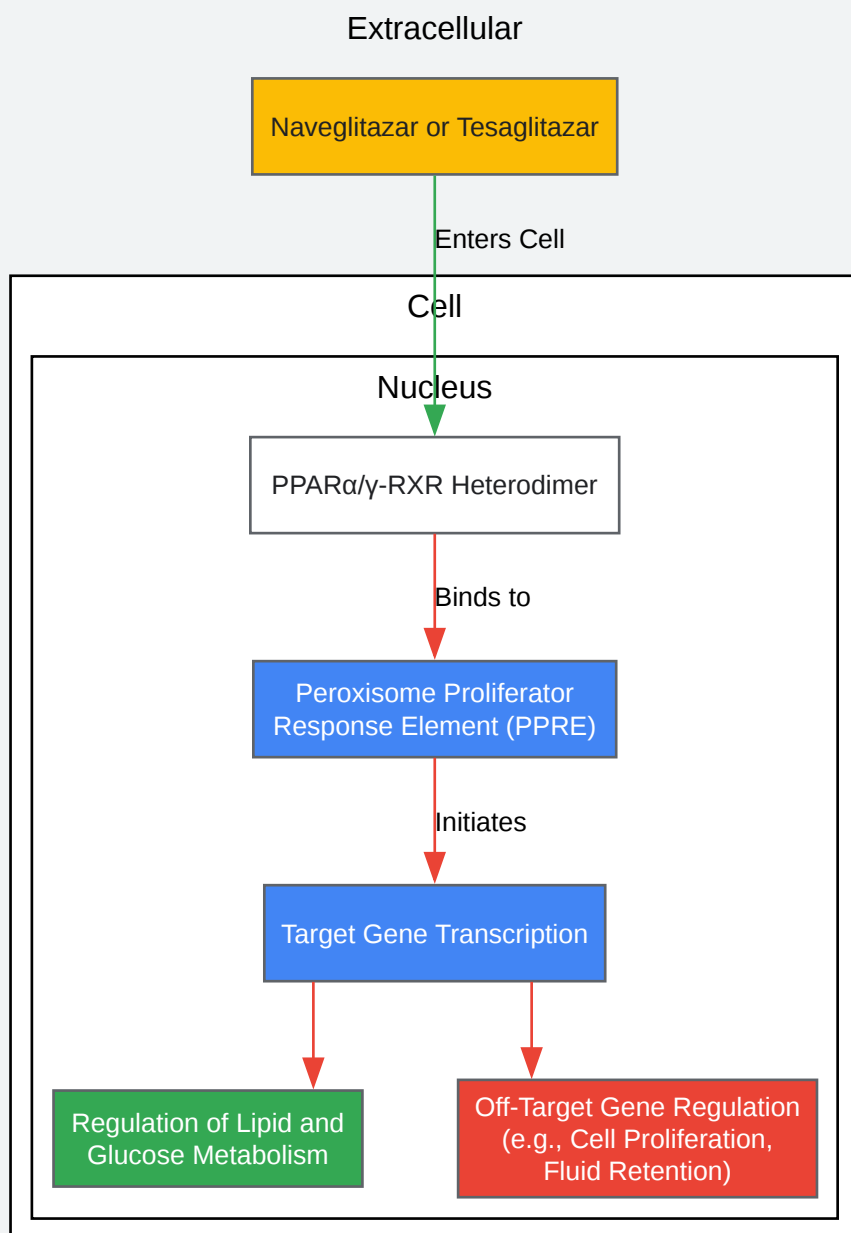 Extracellular
Naveglitazar or Tesaglitazar
Enters Cell
Cell
Nucleus
PPARα/γ-RXR Heterodimer
Binds to
Peroxisome Proliferator
Response Element (PPRE)
Initiates
Target Gene Transcription
Regulation of Lipid and
Glucose Metabolism
Off-Target Gene Regulation
(e.g., Cell Proliferation,
Fluid Retention)